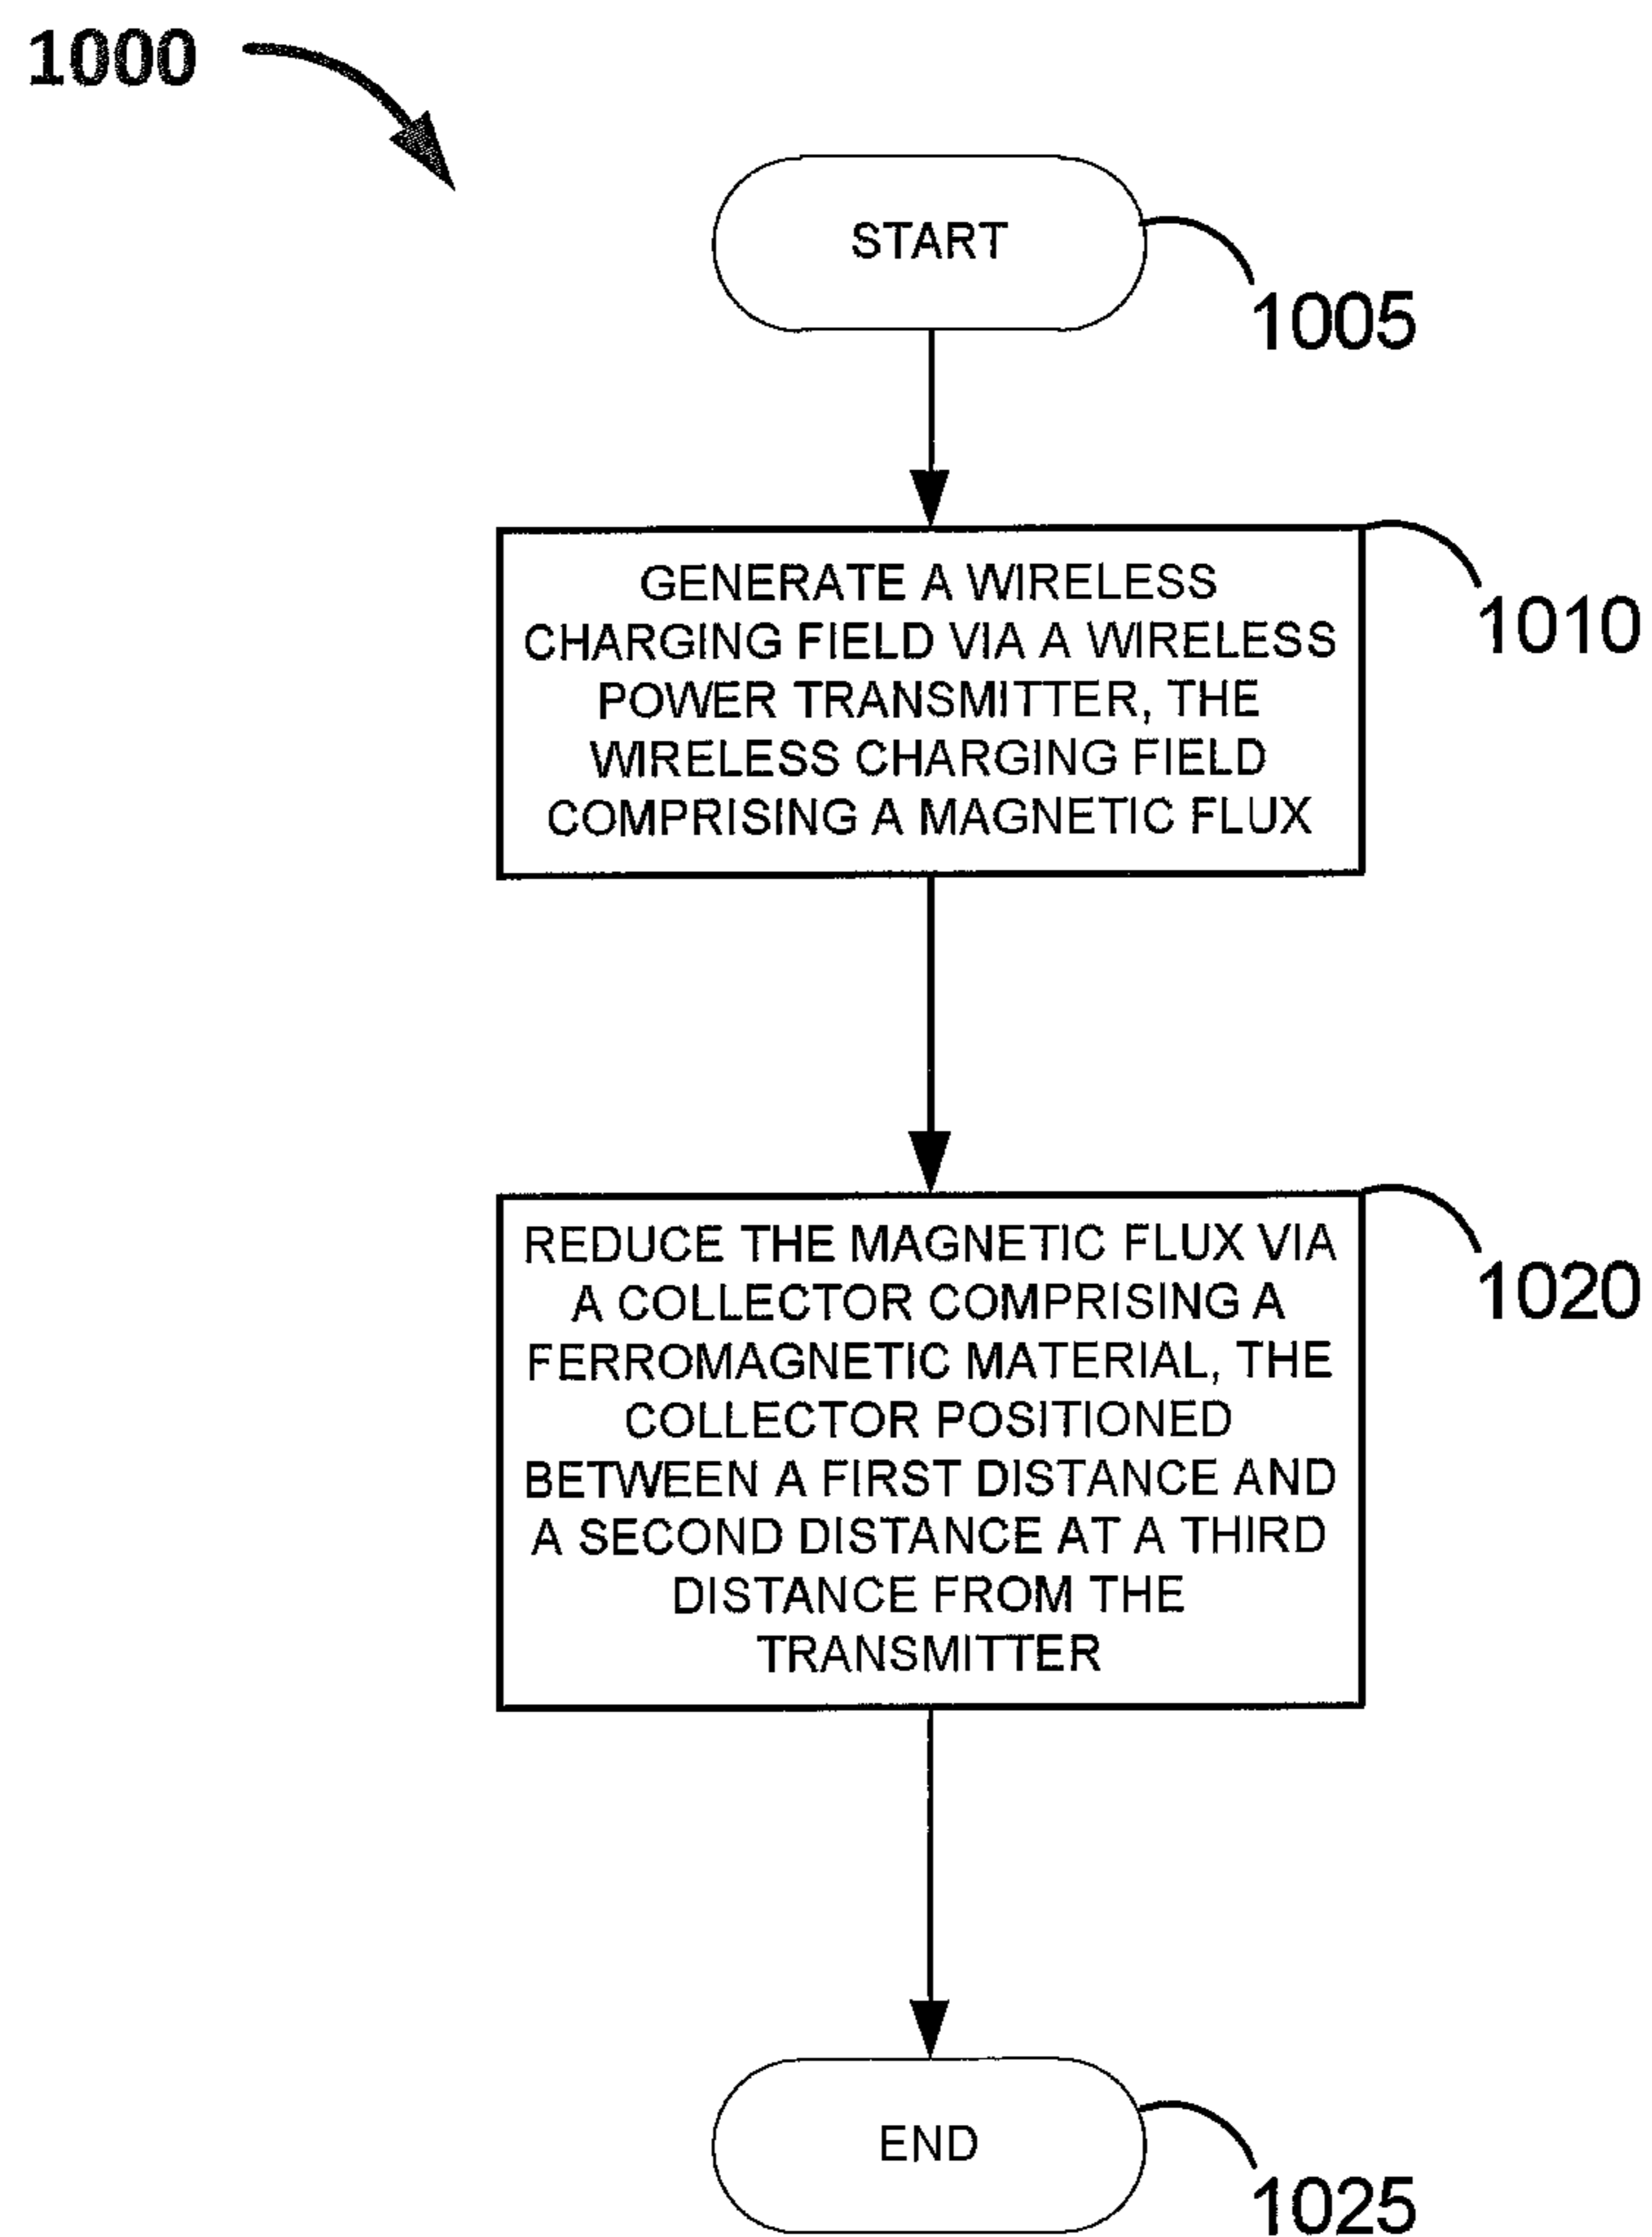 1000
START
1005
GENERATE A WIRELESS
CHARGING FIELD VIA A WIRELESS
POWER TRANSMITTER, THE
WIRELESS CHARGING FIELD
COMPRISING A MAGNETIC FLUX
1010
REDUCE THE MAGNETIC FLUX VIA
A COLLECTOR COMPRISING A
FERROMAGNETIC MATERIAL, THE
COLLECTOR POSITIONED
BETWEEN A FIRST DISTANCE AND
A SECOND DISTANCE AT A THIRD
DISTANCE FROM THE
TRANSMITTER
1020
END
1025